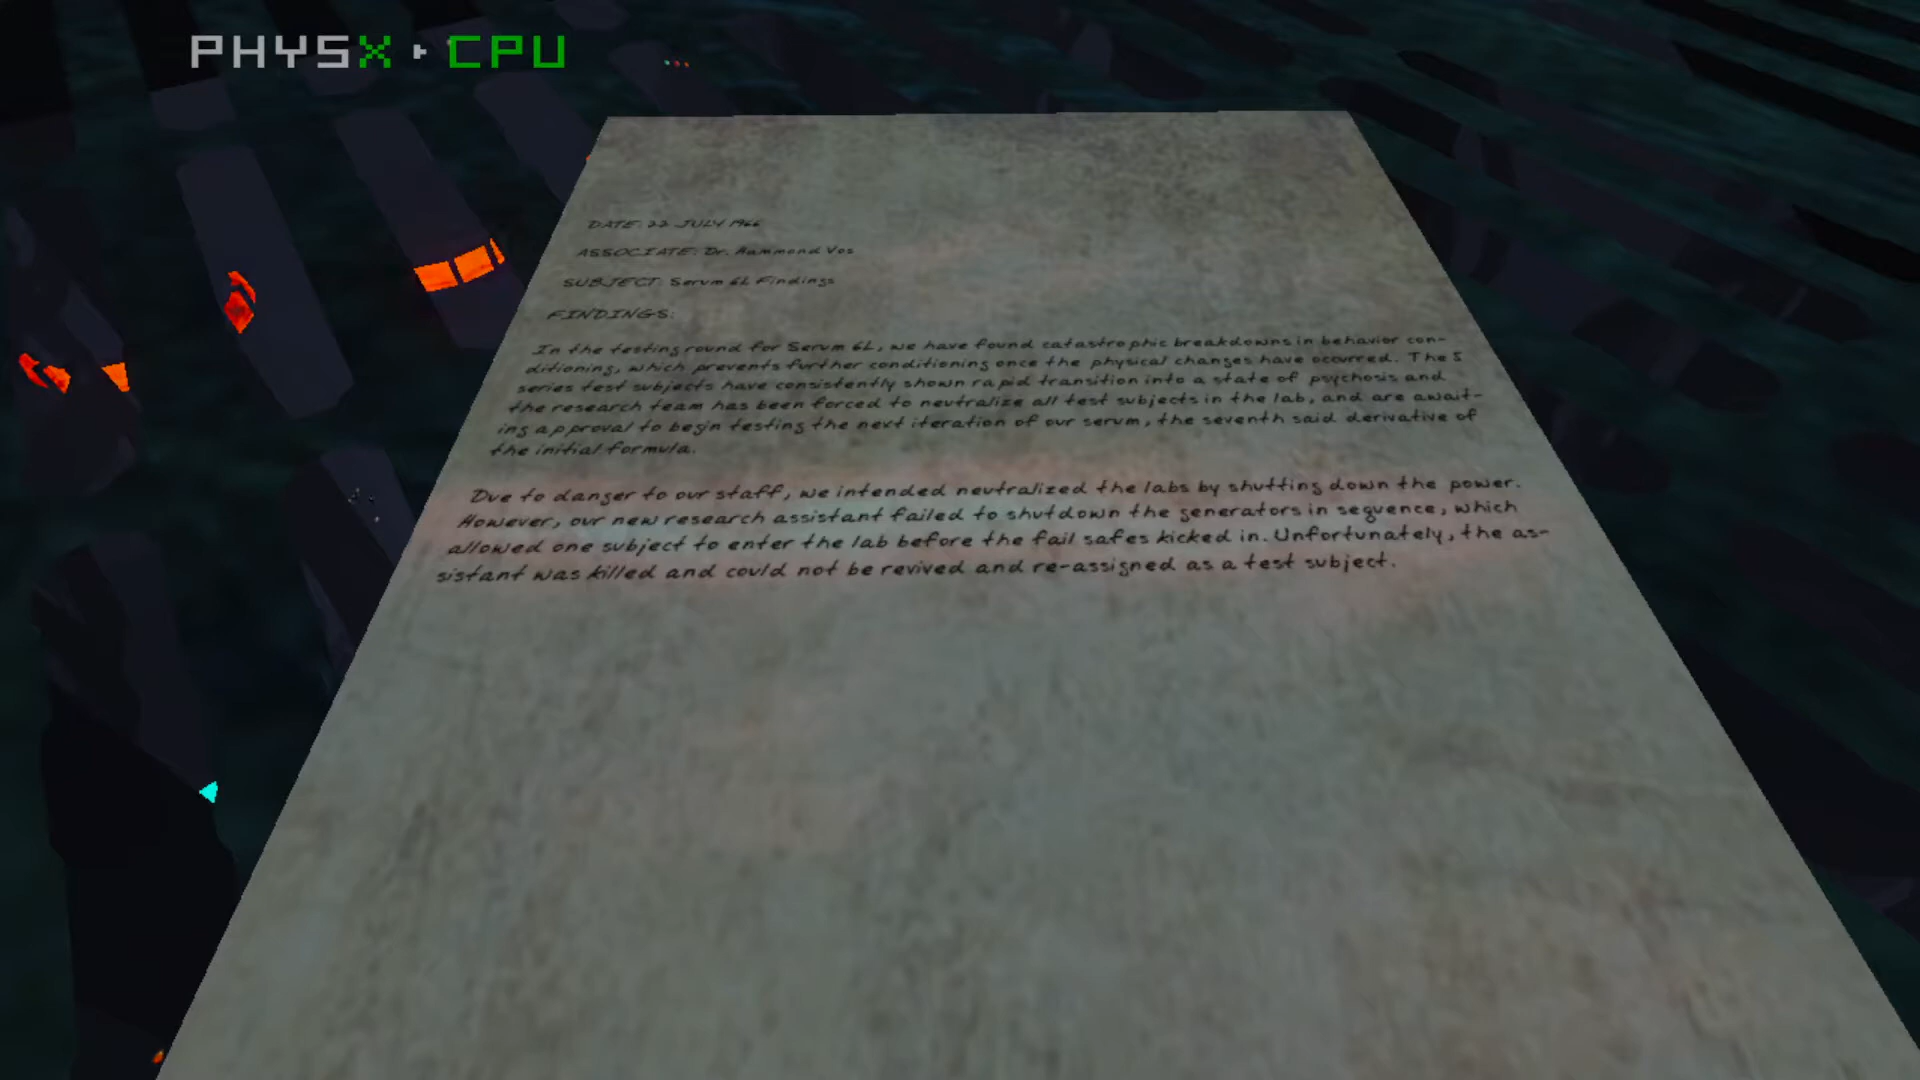 PHYSX ▸ CPU
DATE: 22 JULY 1966
ASSOCIATE: Dr. Hammond Vos
SUBJECT: Serum 6L Findings
FINDINGS:
In the testing round for Serum 6L, we have found catastrophic breakdowns in behavior con-
ditioning, which prevents further conditioning once the physical changes have occurred. The 5
series test subjects have consistently shown rapid transition into a state of psychosis and
the research team has been forced to neutralize all test subjects in the lab, and are await-
ing approval to begin testing the next iteration of our serum, the seventh said derivative of
the initial formula.
Due to danger to our staff, we intended neutralized the labs by shutting down the power.
However, our new research assistant failed to shutdown the generators in sequence, which
allowed one subject to enter the lab before the fail safes kicked in. Unfortunately, the as-
sistant was killed and could not be revived and re-assigned as a test subject.